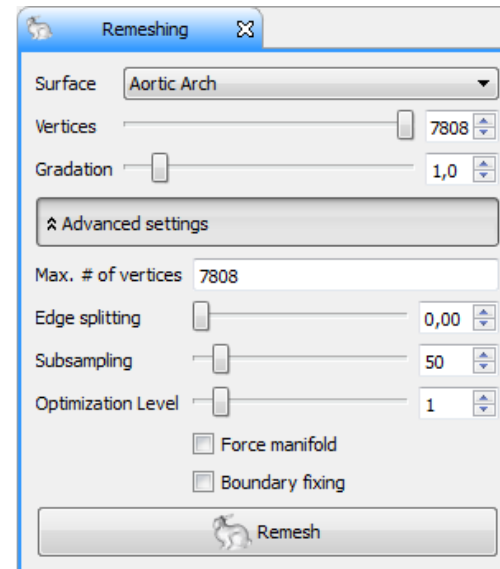 Remeshing
Surface Aortic Arch
Vertices 7808
Gradation 1,0
Advanced settings
Max. # of vertices 7808
Edge splitting 0,00
Subsampling 50
Optimization Level 1
Force manifold
Boundary fixing
Remesh